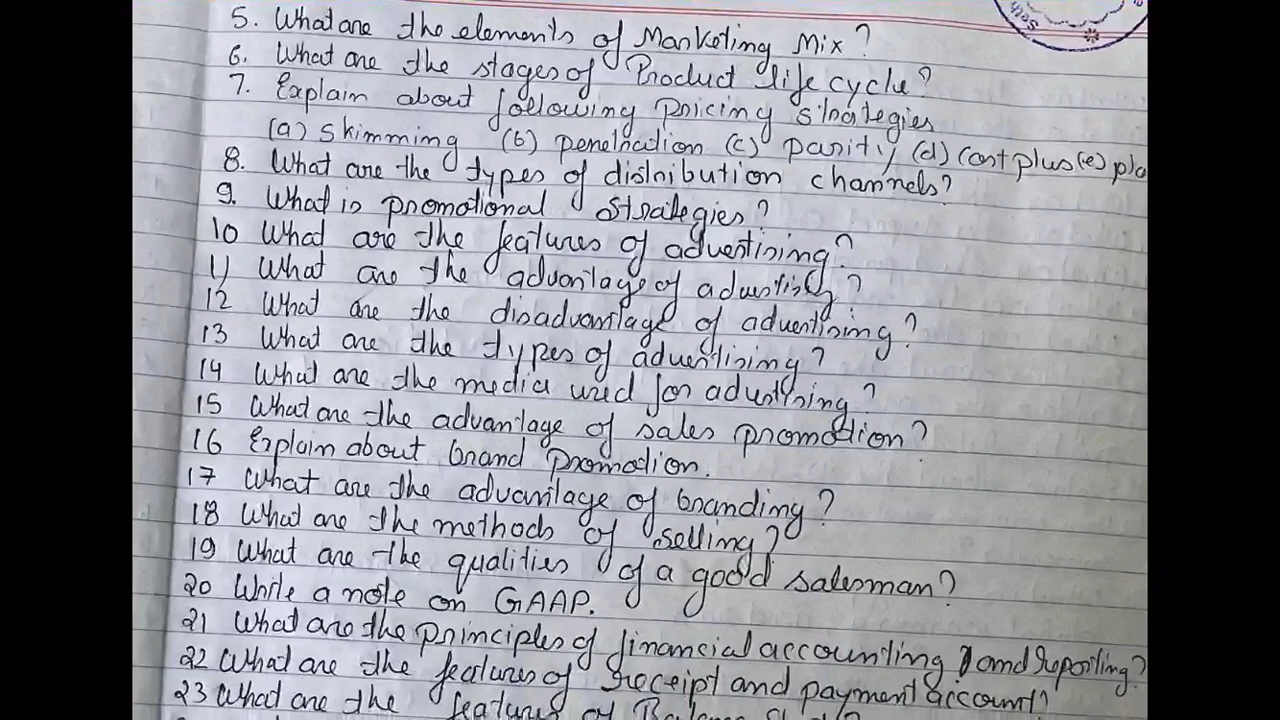 5. What are the elements of Marketing Mix?
6. What are the stages of Product life cycle?
7. Explain about following pricing strategies
(a) skimming (b) penetration (c) parity (d) cost plus (e) pla
8. What are the types of distribution channels?
9. What is promotional strategies?
10 What are the features of advertising?
11 What are the advantage of advertising?
12 What are the disadvantage of advertising?
13 What are the types of advertising?
14 What are the media used for advertising?
15 What are the advantage of sales promotion?
16 Explain about brand promotion.
17 What are the advantage of branding?
18 What are the methods of selling?
19 What are the qualities of a good salesman?
20 Write a note on GAAP.
21 What are the principles of financial accounting and reporting?
22 What are the features of receipt and payment account?
23 What are the features of